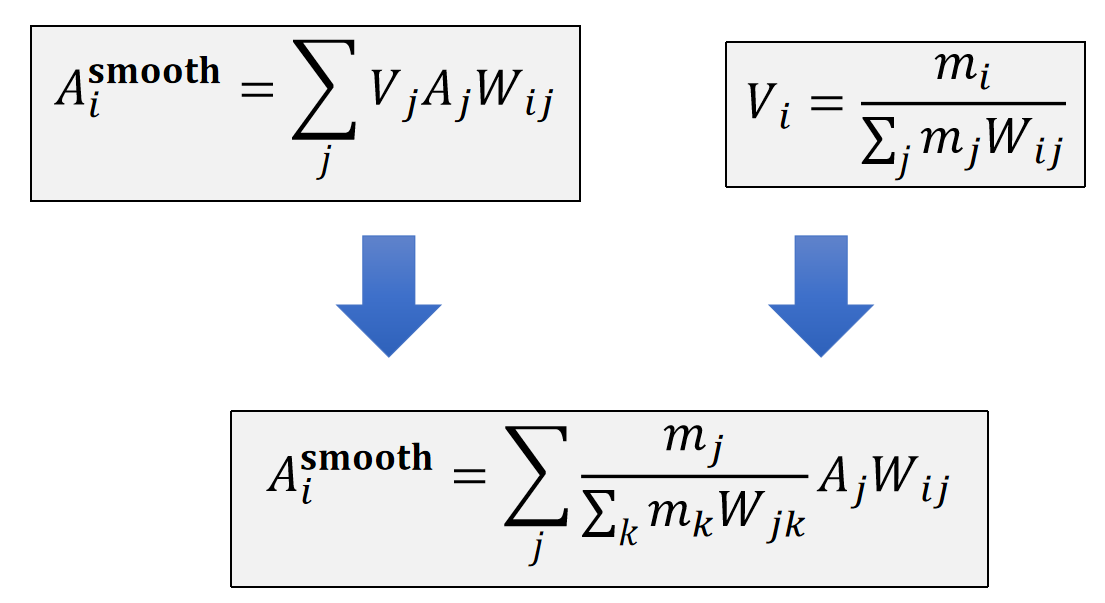 A_i^smooth = ∑_j V_j A_j W_ij
V_i = m_i / ∑_j m_j W_ij
A_i^smooth = ∑_j m_j / ∑_k m_k W_jk A_j W_ij